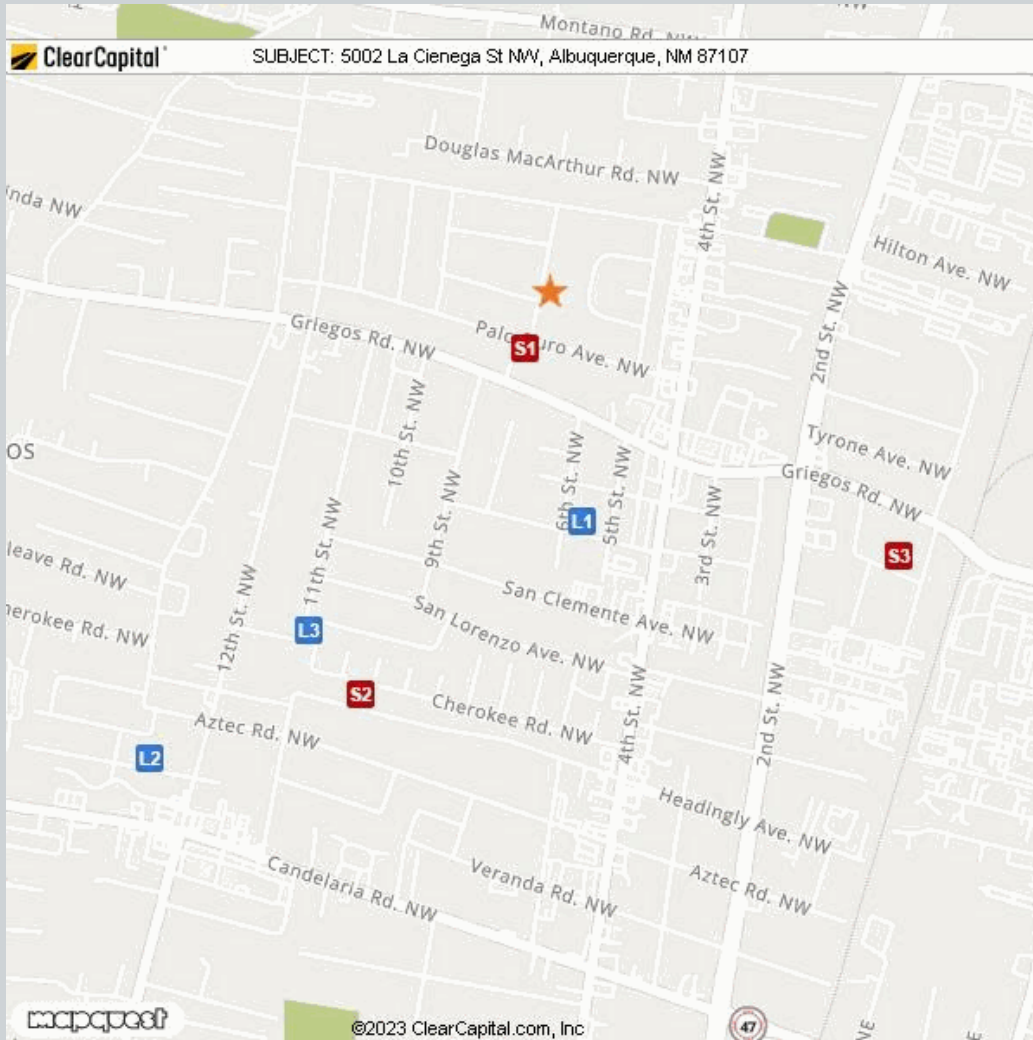 Montano Rd. NW
ClearCapital
SUBJECT: 5002 La Cienega St NW, Albuquerque, NM 87107
Douglas MacArthur Rd. NW
4th St. NW
inda NW
Hilton Ave. NW
2nd St. NW
Griegos Rd. NW
Palo Duro Ave. NW
S1
10th St. NW
OS
Tyrone Ave. NW
6th St. NW
9th St. NW
5th St. NW
Griegos Rd. NW
3rd St. NW
L1
11th St. NW
S3
leave Rd. NW
San Clemente Ave. NW
12th St. NW
herokee Rd. NW
San Lorenzo Ave. NW
L3
S2
Cherokee Rd. NW
4th St. NW
2nd St. NW
Aztec Rd. NW
L2
Headingly Ave. NW
Candelaria Rd. NW
Veranda Rd. NW
Aztec Rd. NW
mapquest
©2023 ClearCapital.com, Inc
47
NE